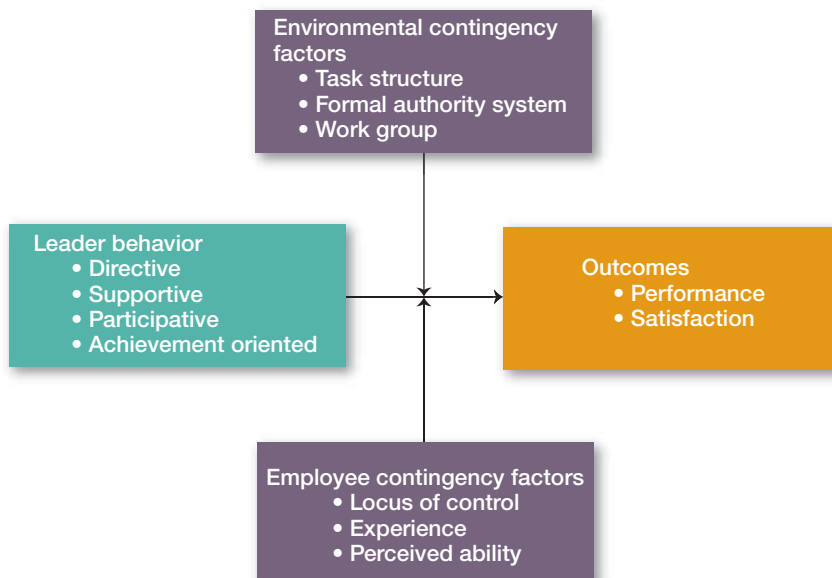 Environmental contingency
factors
• Task structure
• Formal authority system
• Work group
Leader behavior
• Directive
• Supportive
• Participative
• Achievement oriented
Outcomes
• Performance
• Satisfaction
Employee contingency factors
• Locus of control
• Experience
• Perceived ability